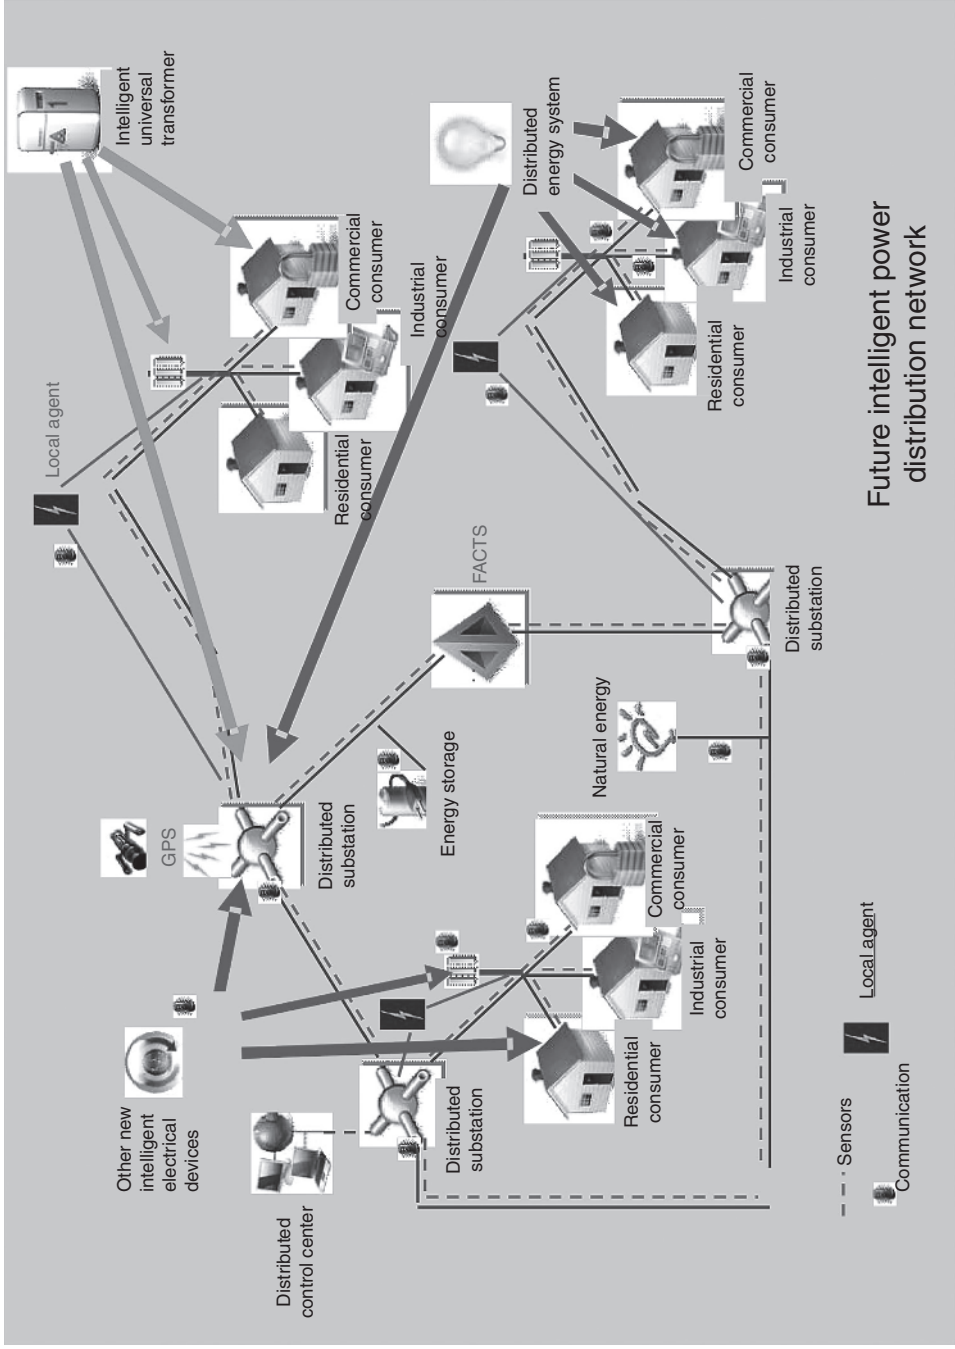 Other new
intelligent
electrical
devices
GPS
Local agent
Intelligent
universal
transformer
Distributed
control center
Distributed
substation
Residential
consumer
Industrial
consumer
Commercial
consumer
Distributed
substation
Energy storage
FACTS
Residential
consumer
Industrial
consumer
Commercial
consumer
Distributed
energy system
Natural energy
Distributed
substation
Residential
consumer
Industrial
consumer
Commercial
consumer
Sensors
Communication
Local agent
Future intelligent power
distribution network